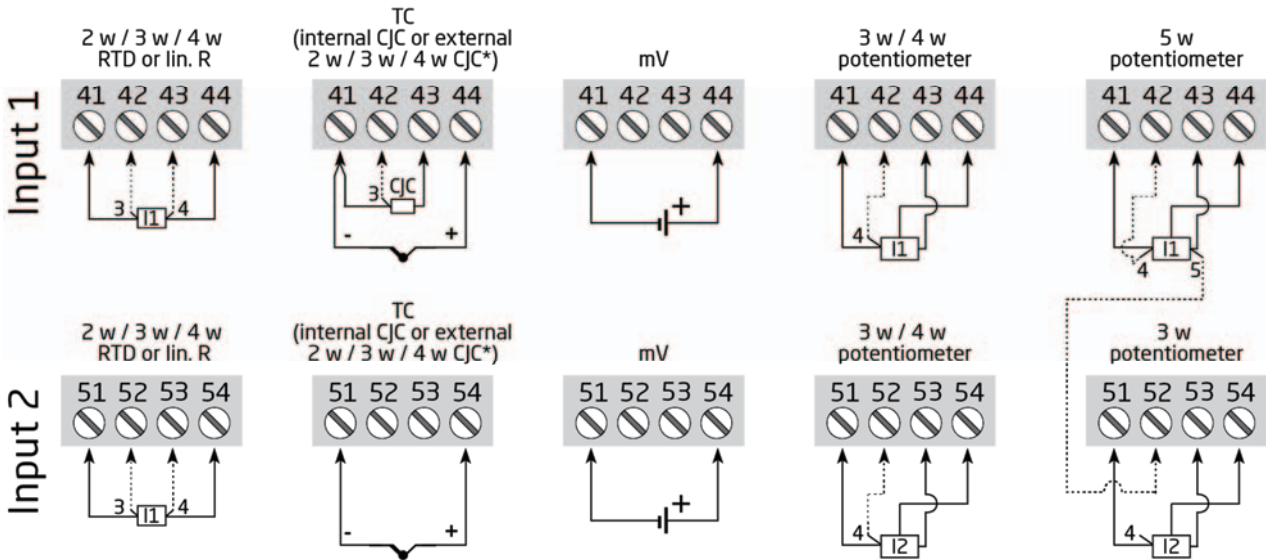 Input 1
2 w / 3 w / 4 w
RTD or lin. R
41 42 43 44
3 I1 4
TC
(internal CJC or external
2 w / 3 w / 4 w CJC*)
41 42 43 44
3 CJC
- +
mV
41 42 43 44
+
3 w / 4 w
potentiometer
41 42 43 44
4 I1
5 w
potentiometer
41 42 43 44
4 I1 5
Input 2
2 w / 3 w / 4 w
RTD or lin. R
51 52 53 54
3 I1 4
TC
(internal CJC or external
2 w / 3 w / 4 w CJC*)
51 52 53 54
- +
mV
51 52 53 54
+
3 w / 4 w
potentiometer
51 52 53 54
4 I2
3 w
potentiometer
51 52 53 54
4 I2